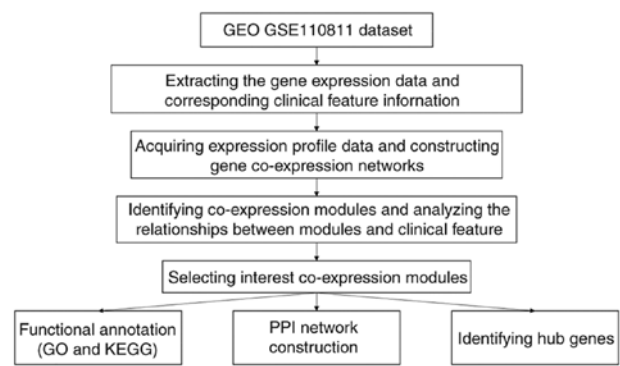 GEO GSE110811 dataset
Extracting the gene expression data and
corresponding clinical feature infornation
Acquiring expression profile data and constructing
gene co-expression networks
Identifying co-expression modules and analyzing the
relationships between modules and clinical feature
Selecting interest co-expression modules
Functional annotation
(GO and KEGG)
PPI network
construction
Identifying hub genes